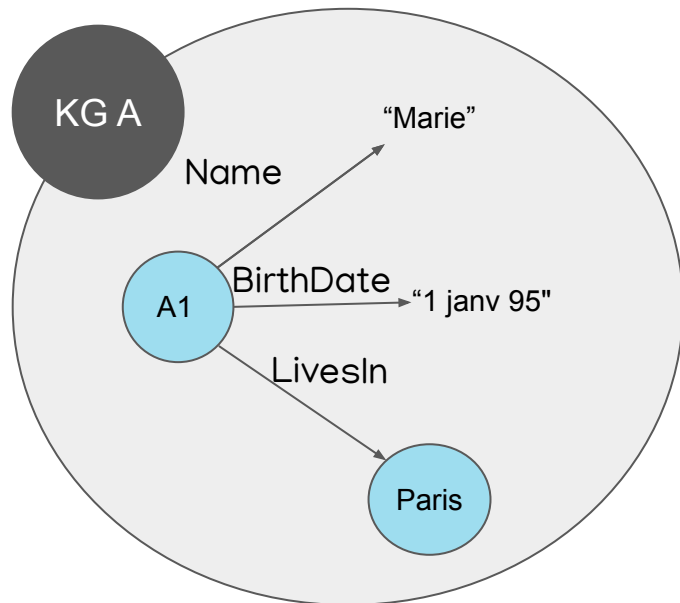 KG A
“Marie”
Name
BirthDate
A1
“1 janv 95"
LivesIn
Paris